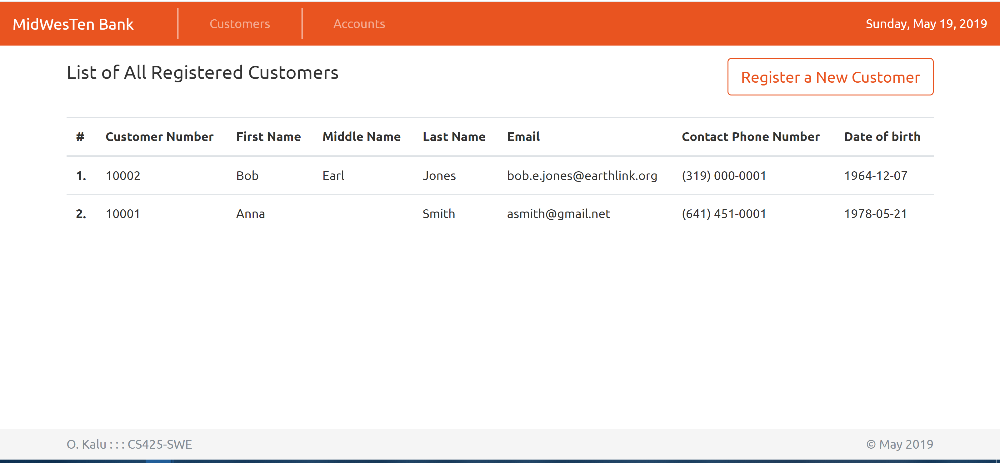 MidWesTen Bank Customers Accounts Sunday, May 19, 2019
List of All Registered Customers Register a New Customer
# Customer Number First Name Middle Name Last Name Email Contact Phone Number Date of birth
1. 10002 Bob Earl Jones bob.e.jones@earthlink.org (319) 000-0001 1964-12-07
2. 10001 Anna Smith asmith@gmail.net (641) 451-0001 1978-05-21
O. Kalu : : : CS425-SWE © May 2019